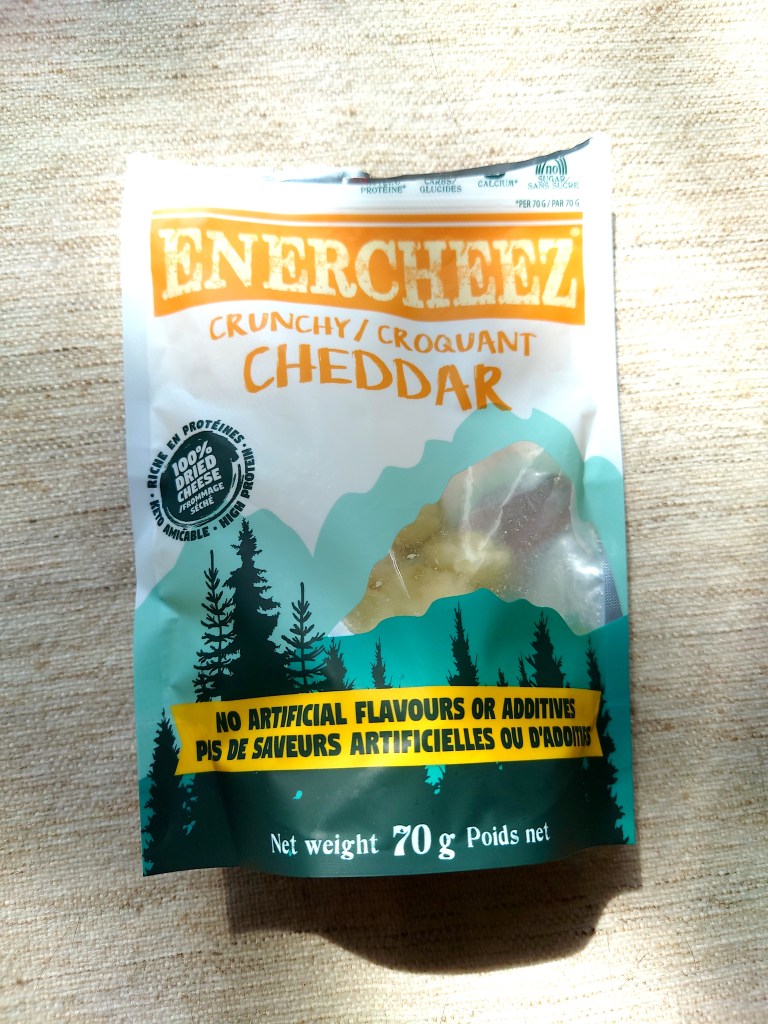 PROTÉINE*
CARBS/
GLUCIDES
CALCIUM*
no
SUGAR/
SANS SUCRE
*PER 70 G / PAR 70 G
ENERCHEEZ
CRUNCHY / CROQUANT
CHEDDAR
• RICHE EN PROTÉINES •
HIGH PROTEIN •
KETO AMICABLE •
100%
DRIED
CHEESE
/FROMAGE
SÉCHÉ
NO ARTIFICIAL FLAVOURS OR ADDITIVES
PIS DE SAVEURS ARTIFICIELLES OU D'ADDITIFS
Net weight 70 g Poids net